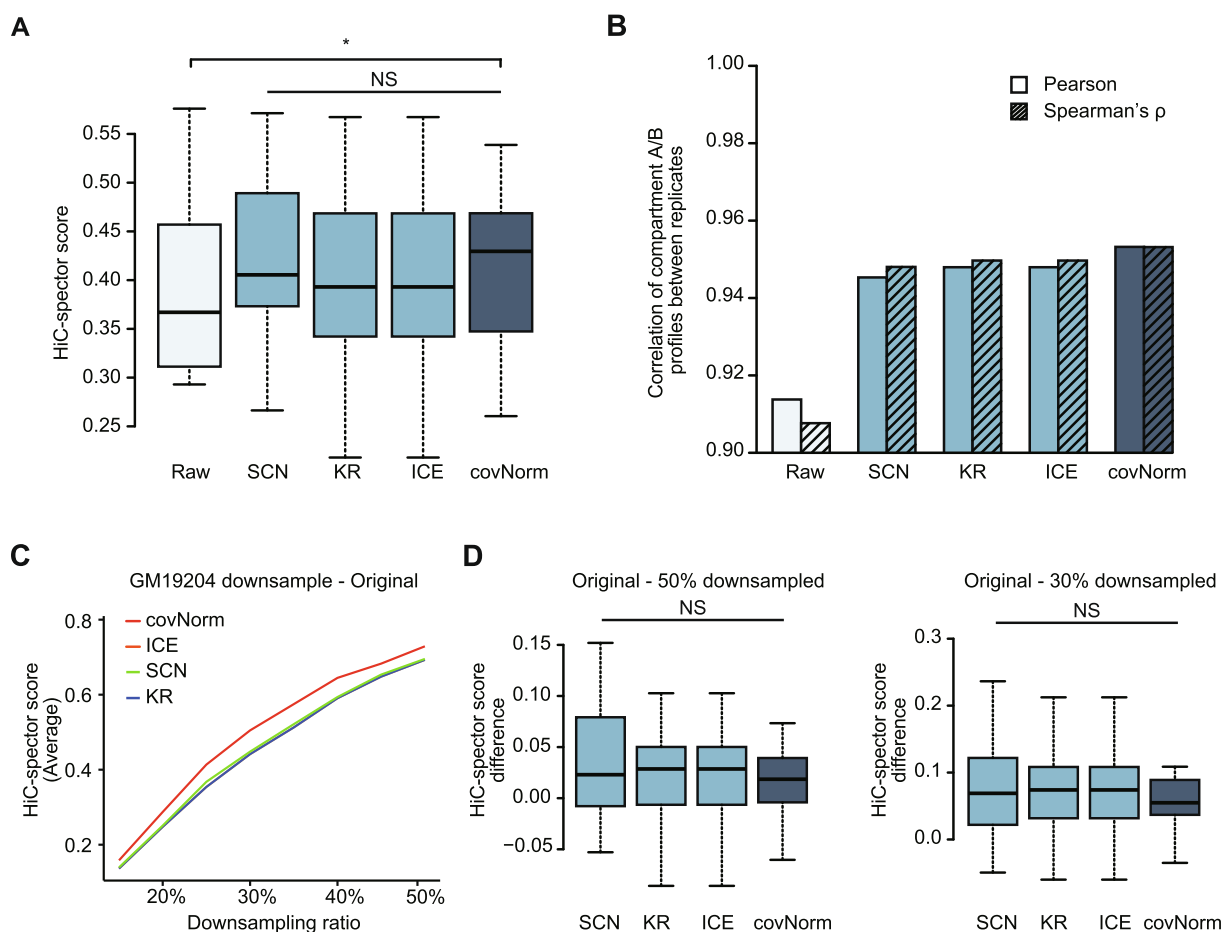 A
*
NS
HiC-spector score
0.55
0.50
0.45
0.40
0.35
0.30
0.25
Raw SCN KR ICE covNorm
B
Correlation of compartment A/B
profiles between replicates
1.00
0.98
0.96
0.94
0.92
0.90
Pearson
Spearman's ρ
Raw SCN KR ICE covNorm
C
GM19204 downsample - Original
HiC-spector score
(Average)
0.8
0.6
0.4
0.2
covNorm
ICE
SCN
KR
20% 30% 40% 50%
Downsampling ratio
D
Original - 50% downsampled
NS
HiC-spector score
difference
0.15
0.10
0.05
0.00
−0.05
SCN KR ICE covNorm
Original - 30% downsampled
NS
HiC-spector score
difference
0.3
0.2
0.1
0.0
SCN KR ICE covNorm